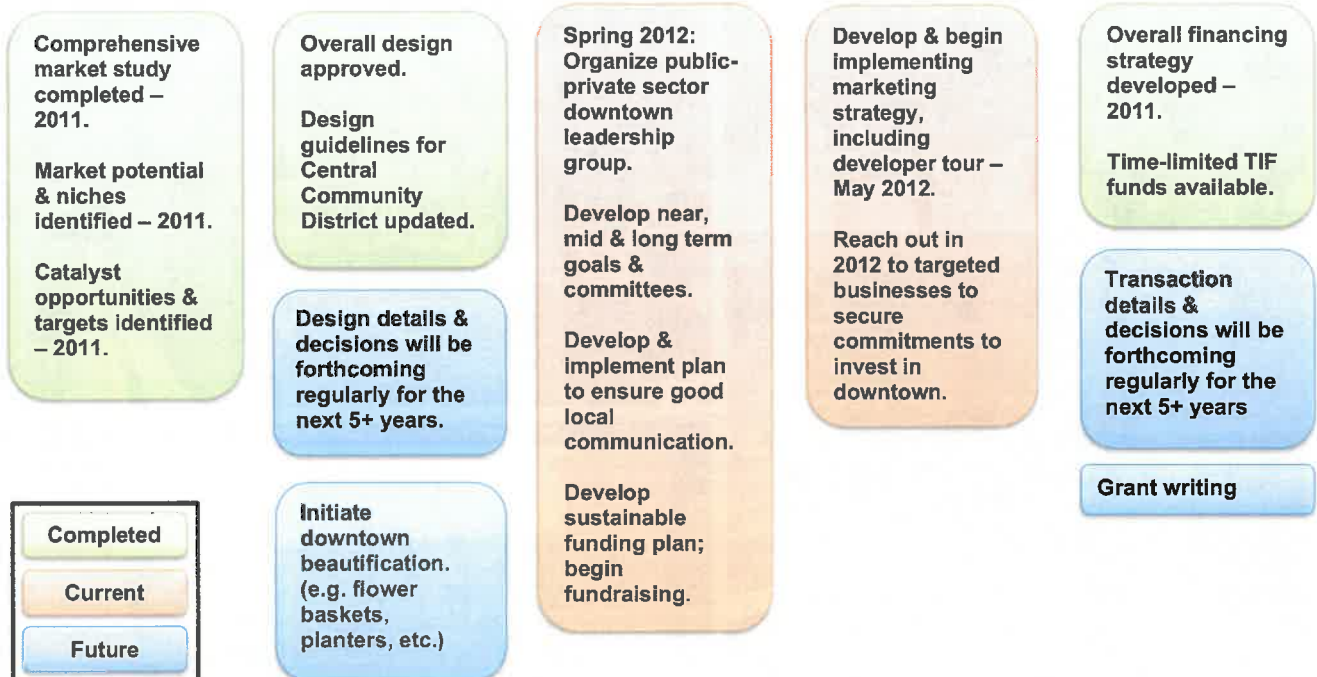 Comprehensive
market study
completed –
2011.
Market potential
& niches
identified – 2011.
Catalyst
opportunities &
targets identified
– 2011.
Overall design
approved.
Design
guidelines for
Central
Community
District updated.
Design details &
decisions will be
forthcoming
regularly for the
next 5+ years.
Initiate
downtown
beautification.
(e.g. flower
baskets,
planters, etc.)
Spring 2012:
Organize public-
private sector
downtown
leadership
group.
Develop near,
mid & long term
goals &
committees.
Develop &
implement plan
to ensure good
local
communication.
Develop
sustainable
funding plan;
begin
fundraising.
Develop & begin
implementing
marketing
strategy,
including
developer tour –
May 2012.
Reach out in
2012 to targeted
businesses to
secure
commitments to
invest in
downtown.
Overall financing
strategy
developed –
2011.
Time-limited TIF
funds available.
Transaction
details &
decisions will be
forthcoming
regularly for the
next 5+ years
Grant writing
Completed
Current
Future